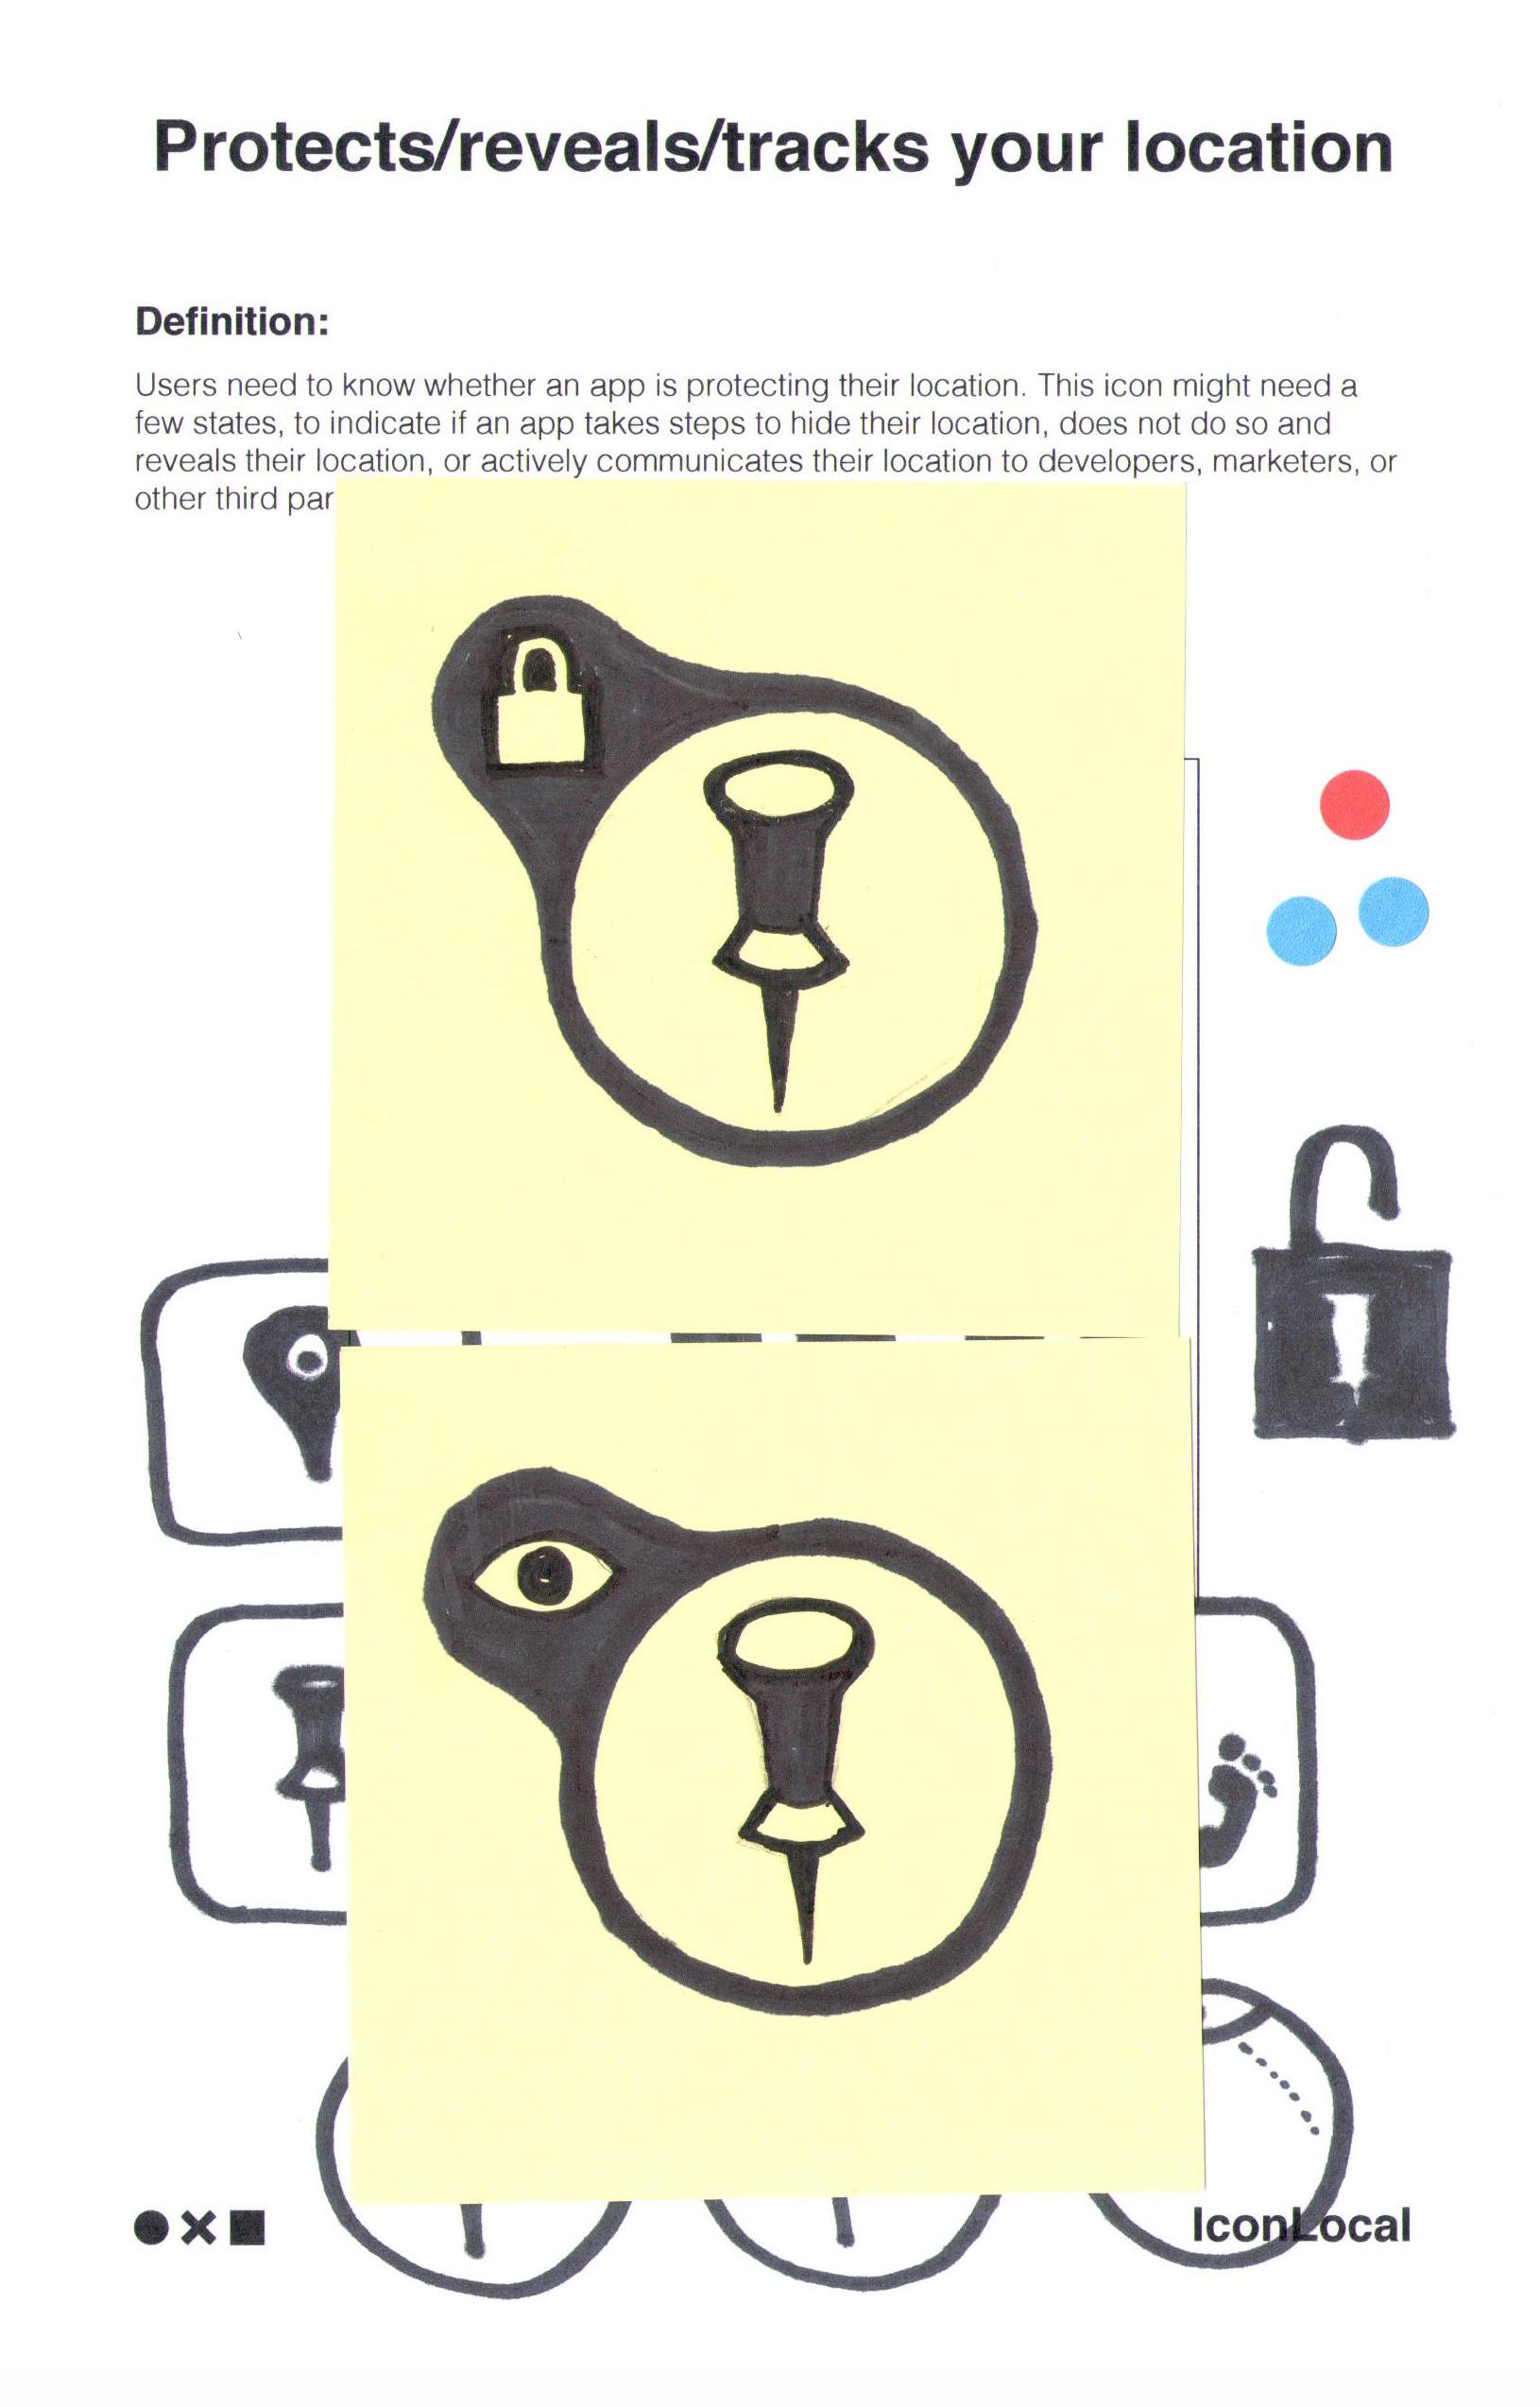 Protects/reveals/tracks your location
Definition:
Users need to know whether an app is protecting their location. This icon might need a
few states, to indicate if an app takes steps to hide their location, does not do so and
reveals their location, or actively communicates their location to developers, marketers, or
other third par
IconLocal